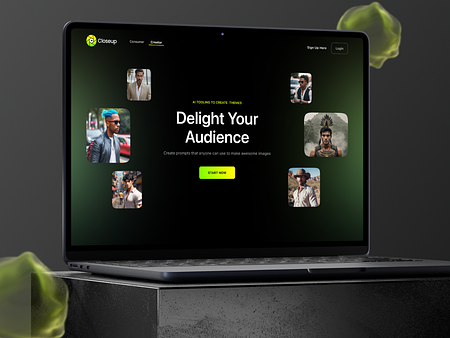 Closeup
Consumer Creator
Sign Up Here Login
AI TOOLING TO CREATE THEMES
Delight Your
Audience
Create prompts that anyone can use to make awesome images
START NOW